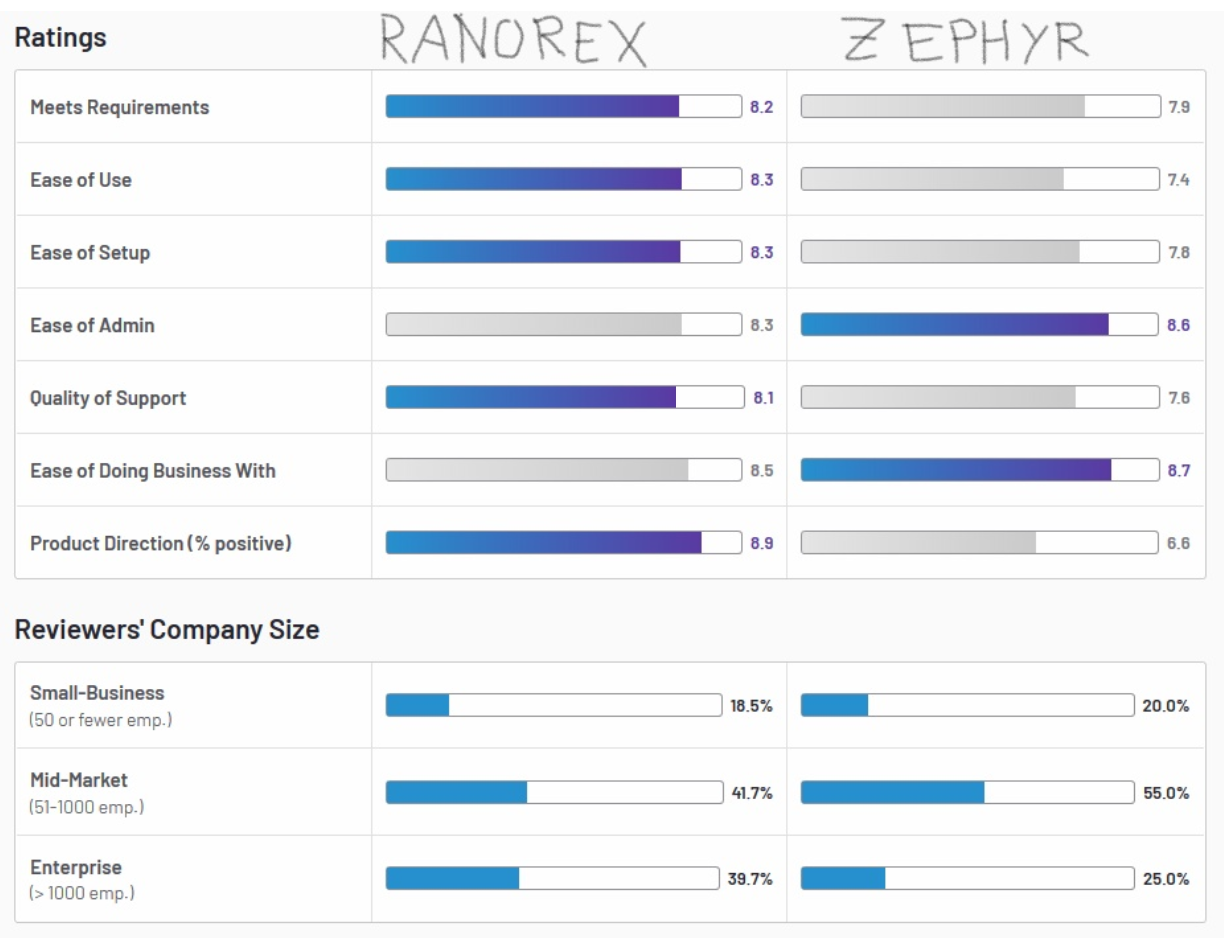 Ratings RANOREX ZEPHYR
Meets Requirements 8.2 7.9
Ease of Use 8.3 7.4
Ease of Setup 8.3 7.8
Ease of Admin 8.3 8.6
Quality of Support 8.1 7.6
Ease of Doing Business With 8.5 8.7
Product Direction (% positive) 8.9 6.6
Reviewers' Company Size
Small-Business
(50 or fewer emp.) 18.5% 20.0%
Mid-Market
(51-1000 emp.) 41.7% 55.0%
Enterprise
(> 1000 emp.) 39.7% 25.0%